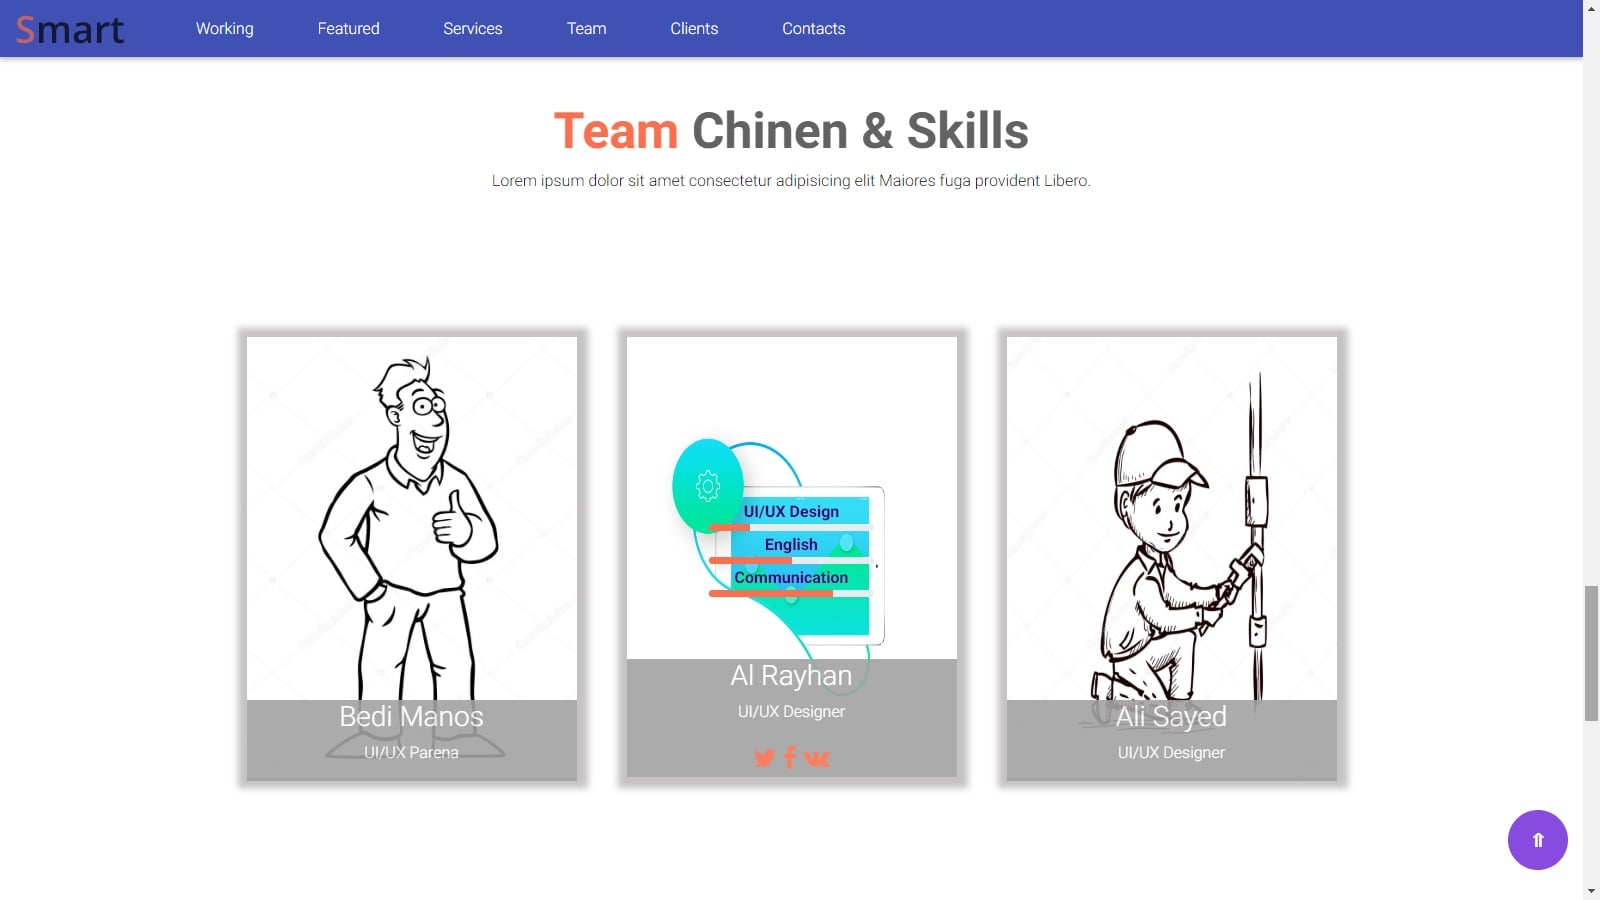 Smart
Working
Featured
Services
Team
Clients
Contacts
Team Chinen & Skills
Lorem ipsum dolor sit amet consectetur adipisicing elit Maiores fuga provident Libero.
Bedi Manos
UI/UX Parena
UI/UX Design
English
Communication
Al Rayhan
UI/UX Designer
Ali Sayed
UI/UX Designer